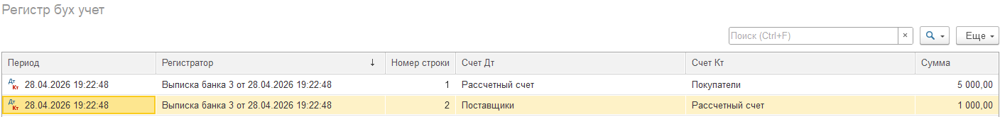 Регистр бух учет
Поиск (Ctrl+F) × Еще
Период Регистратор ↓ Номер строки Счет Дт Счет Кт Сумма
Дт Кт 28.04.2026 19:22:48 Выписка банка 3 от 28.04.2026 19:22:48 1 Рассчетный счет Покупатели 5 000,00
Дт Кт 28.04.2026 19:22:48 Выписка банка 3 от 28.04.2026 19:22:48 2 Поставщики Рассчетный счет 1 000,00